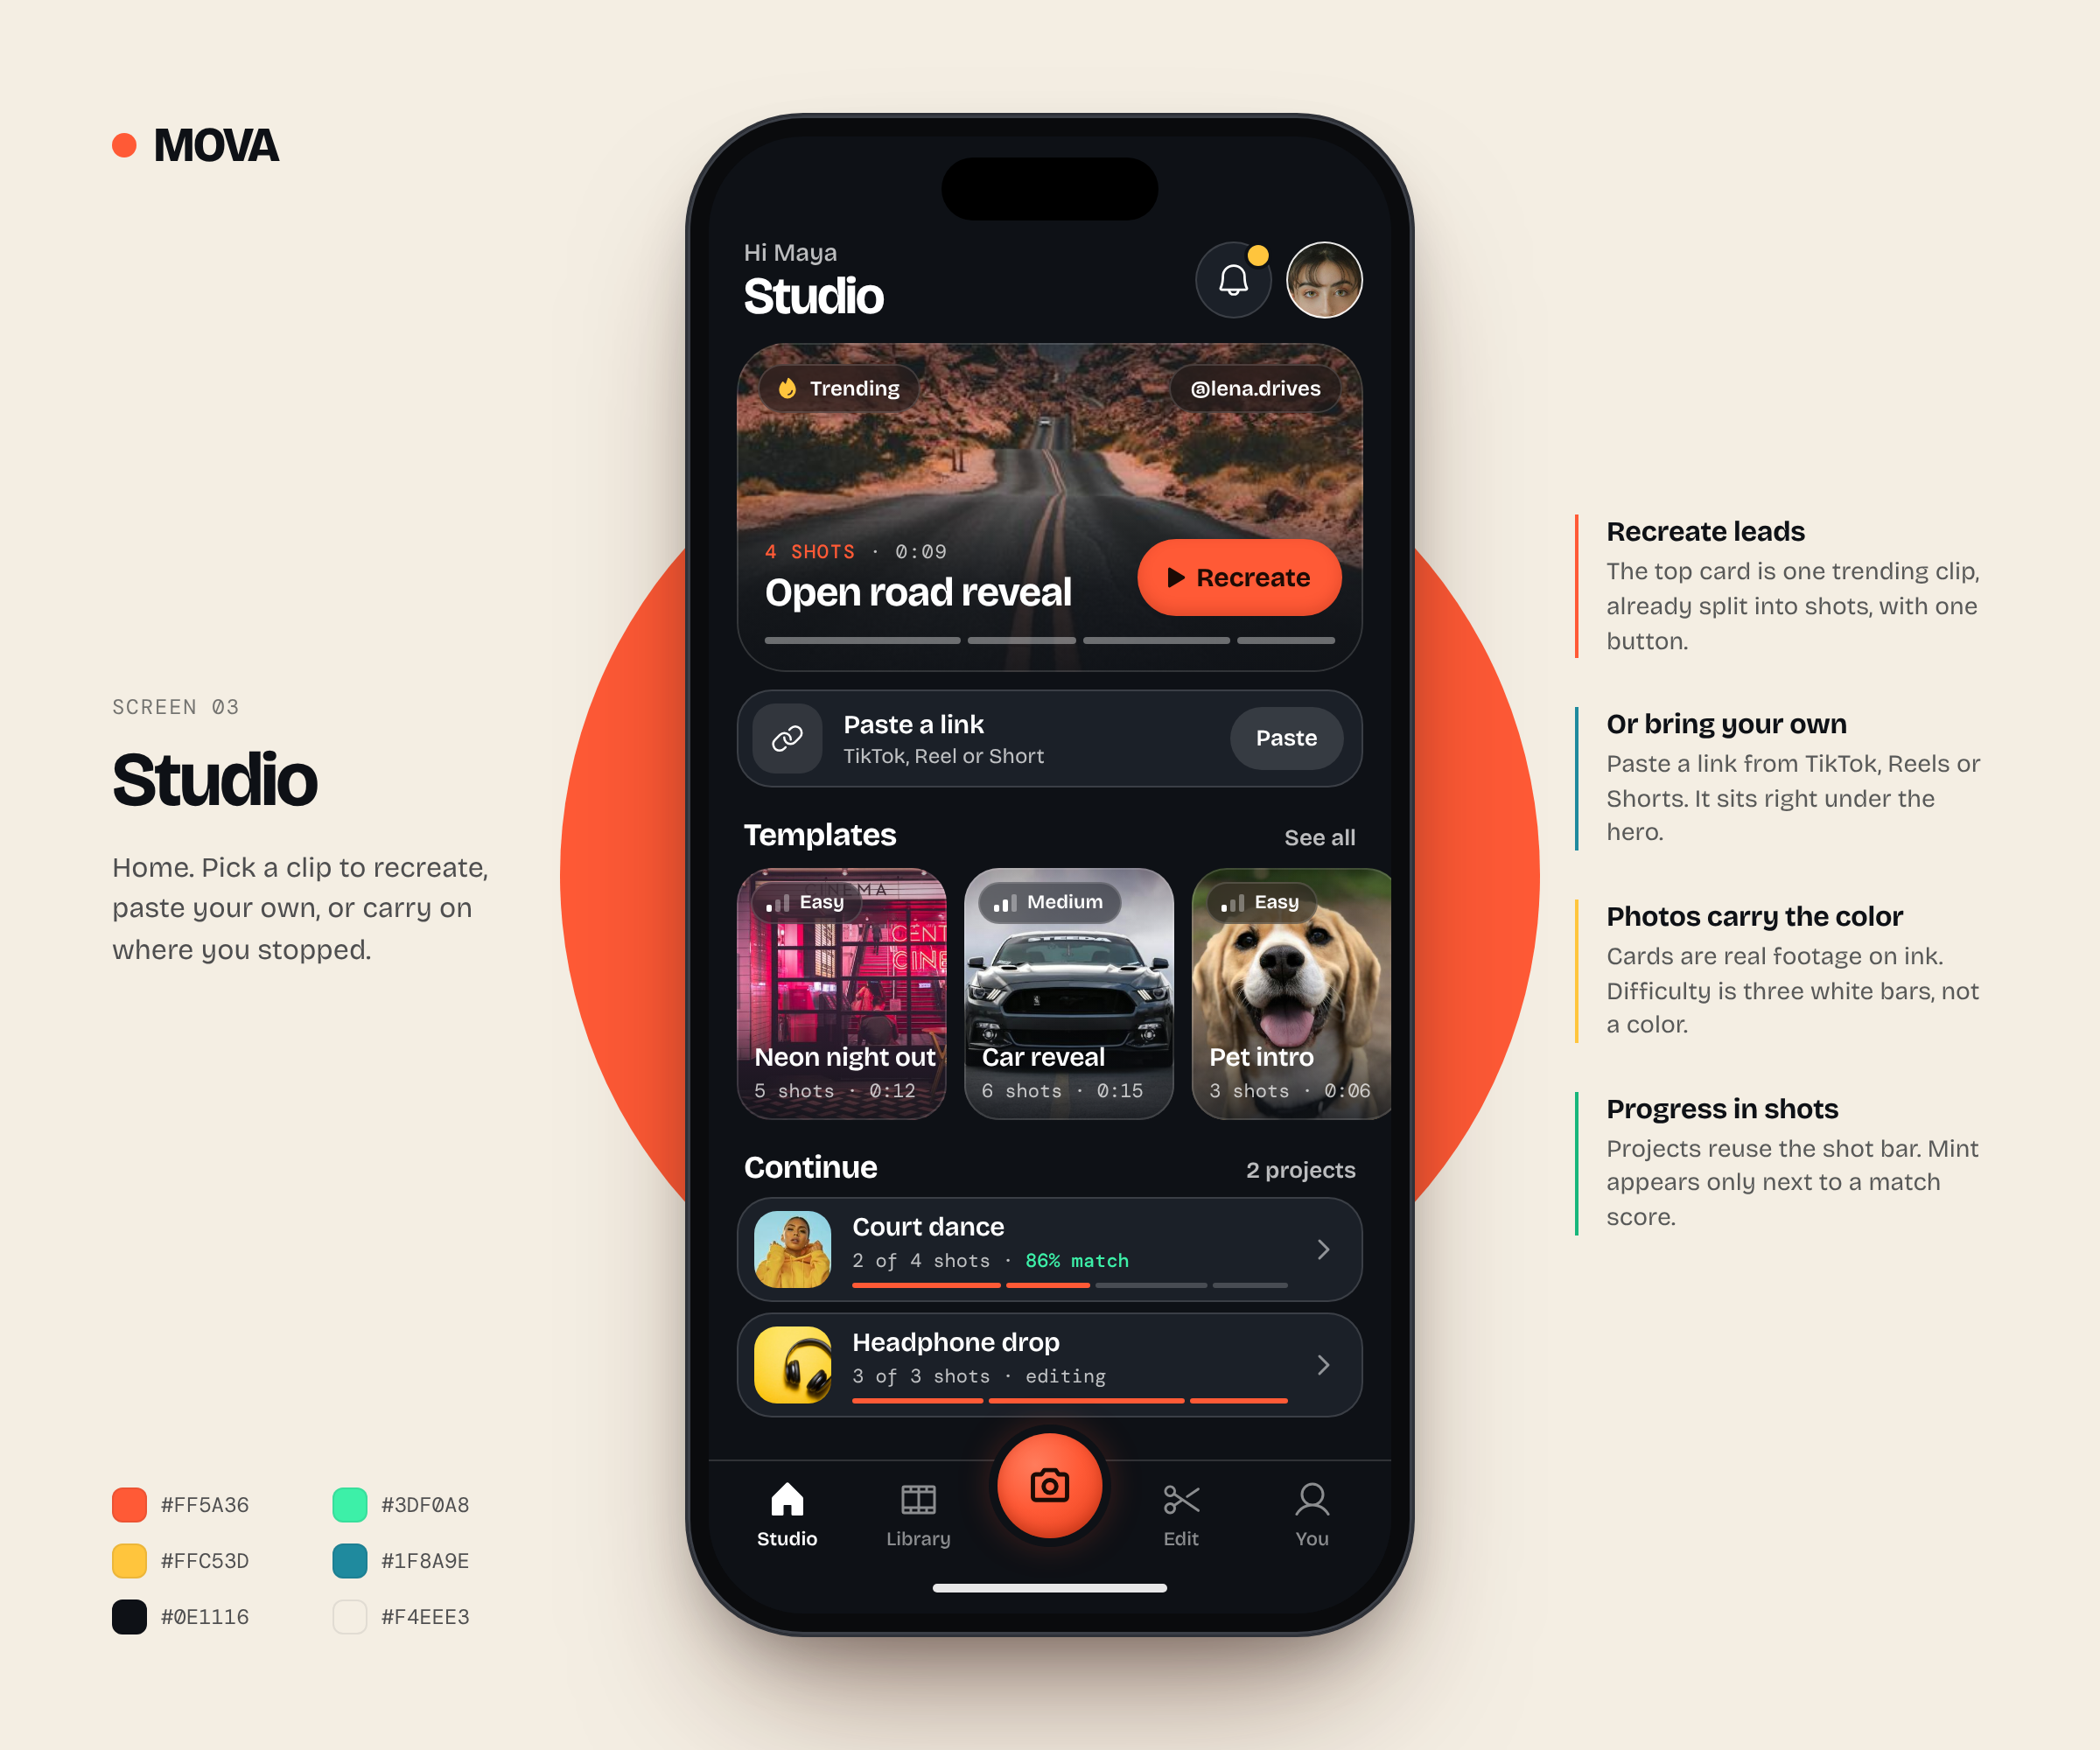 MOVA
SCREEN 03
Studio
Home. Pick a clip to recreate,
paste your own, or carry on
where you stopped.
#FF5A36
#3DF0A8
#FFC53D
#1F8A9E
#0E1116
#F4EEE3
Hi Maya
Studio
Trending
@lena.drives
4 SHOTS · 0:09
Open road reveal
Recreate
Paste a link
TikTok, Reel or Short
Paste
Templates
See all
CINEMA
Easy
CENT
CINE
Neon night out
5 shots · 0:12
Medium
STEEDA
Car reveal
6 shots · 0:15
Easy
Pet intro
3 shots · 0:06
Continue
2 projects
Court dance
2 of 4 shots · 86% match
Headphone drop
3 of 3 shots · editing
Studio
Library
Edit
You
Recreate leads
The top card is one trending clip,
already split into shots, with one
button.
Or bring your own
Paste a link from TikTok, Reels or
Shorts. It sits right under the
hero.
Photos carry the color
Cards are real footage on ink.
Difficulty is three white bars, not
a color.
Progress in shots
Projects reuse the shot bar. Mint
appears only next to a match
score.